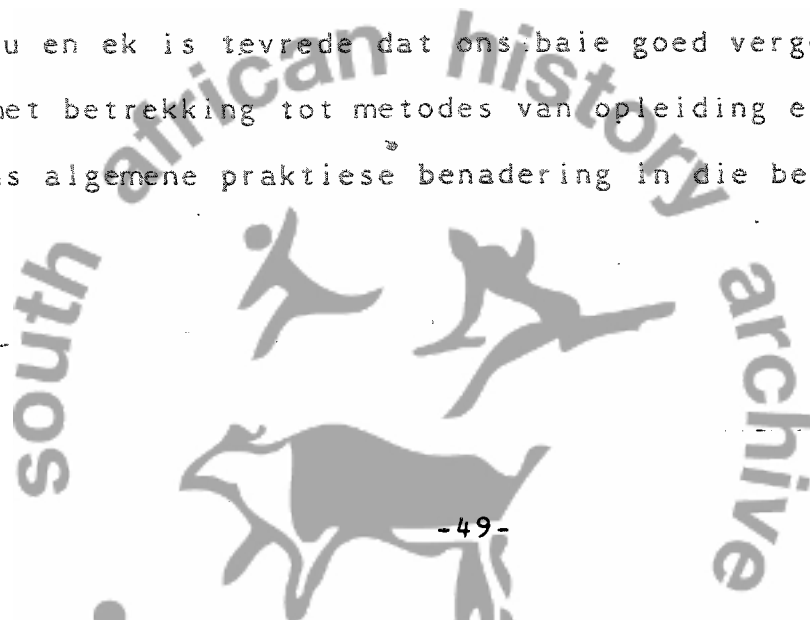 u en ek is tevrede dat ons baie goed verg
met betrekking tot metodes van opleiding e
s algemene praktiese benadering in die be
-49-
south african history archive